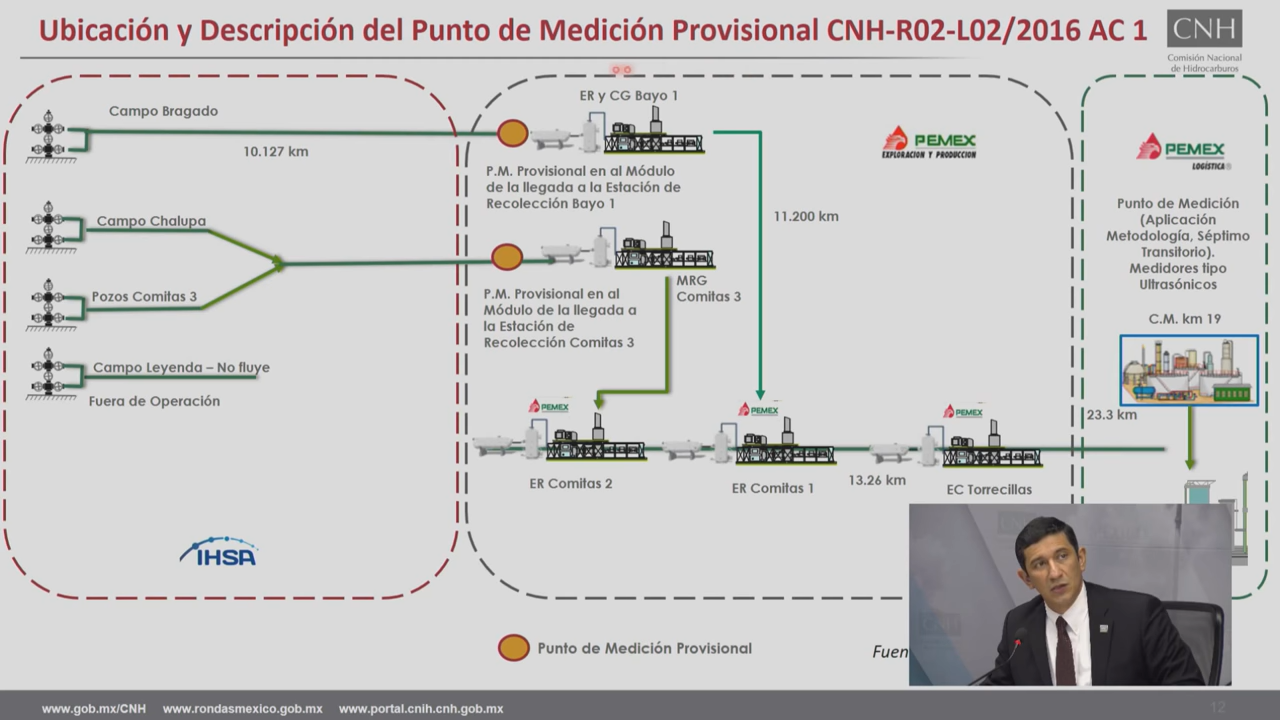 Ubicación y Descripción del Punto de Medición Provisional CNH-R02-L02/2016 AC 1
CNH
Comisión Nacional
de Hidrocarburos
Campo Bragado
10.127 km
Campo Chalupa
Pozos Comitas 3
Campo Leyenda – No fluye
Fuera de Operación
IHSA
ER y CG Bayo 1
P.M. Provisional en al Módulo
de la llegada a la Estación de
Recolección Bayo 1
PEMEX
EXPLORACION Y PRODUCCION
11.200 km
MRG
Comitas 3
P.M. Provisional en al
Módulo de la llegada a
la Estación de
Recolección Comitas 3
PEMEX
PEMEX
PEMEX
ER Comitas 2
ER Comitas 1
13.26 km
EC Torrecillas
PEMEX
LOGÍSTICA®
Punto de Medición
(Aplicación
Metodología, Séptimo
Transitorio).
Medidores tipo
Ultrasónicos
C.M. km 19
23.3 km
CNH
CNH
Punto de Medición Provisional
Fuen
www.gob.mx/CNH www.rondasmexico.gob.mx www.portal.cnih.cnh.gob.mx
12